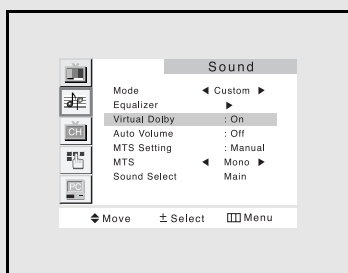 Sound
Mode ◀ Custom ▶
Equalizer ▶
Virtual Dolby : On
Auto Volume : Off
MTS Setting : Manual
MTS ◀ Mono ▶
Sound Select Main
CH
PC
Move ± Select Menu